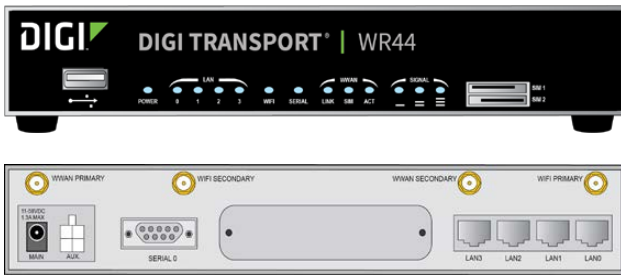 DIGI
DIGI TRANSPORT® | WR44
LAN WWAN SIGNAL
SIM 1
SIM 2
POWER 0 1 2 3 WIFI SERIAL LINK SIM ACT
WWAN PRIMARY WIFI SECONDARY WWAN SECONDARY WIFI PRIMARY
11-58VDC
1.5A MAX
MAIN AUX. SERIAL 0 LAN3 LAN2 LAN1 LAN0